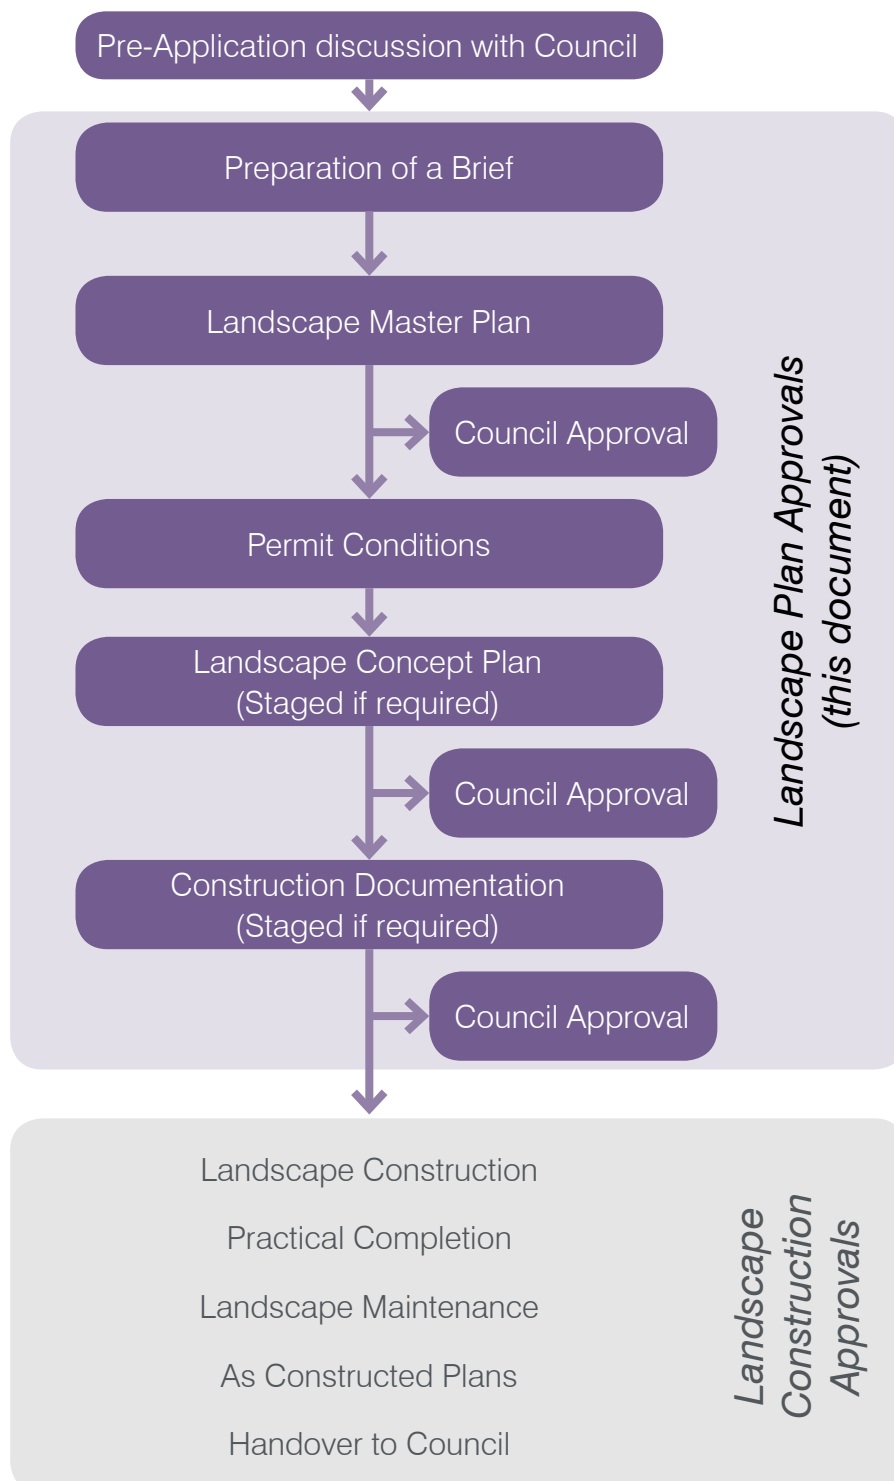 Pre-Application discussion with Council
Preparation of a Brief
Landscape Master Plan
Council Approval
Permit Conditions
Landscape Concept Plan
(Staged if required)
Council Approval
Construction Documentation
(Staged if required)
Council Approval
Landscape Plan Approvals
(this document)
Landscape Construction
Practical Completion
Landscape Maintenance
As Constructed Plans
Handover to Council
Landscape
Construction
Approvals